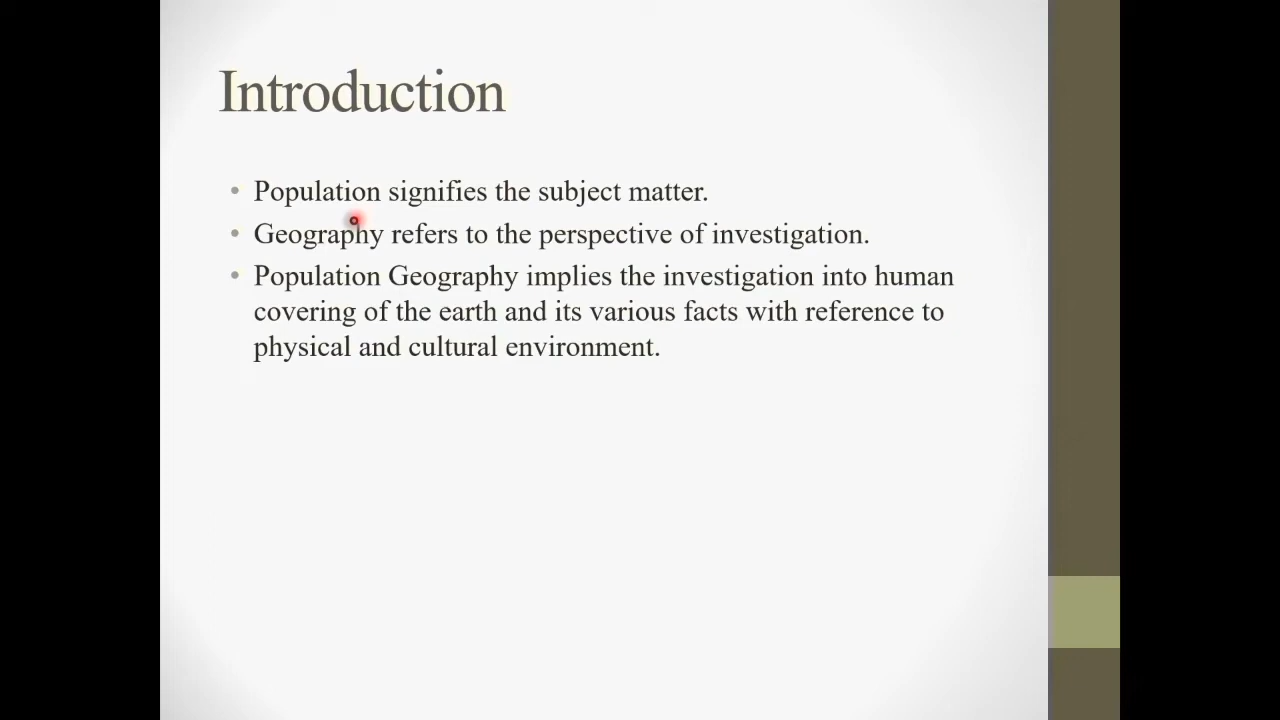 Introduction
• Population signifies the subject matter.
• Geography refers to the perspective of investigation.
• Population Geography implies the investigation into human
covering of the earth and its various facts with reference to
physical and cultural environment.